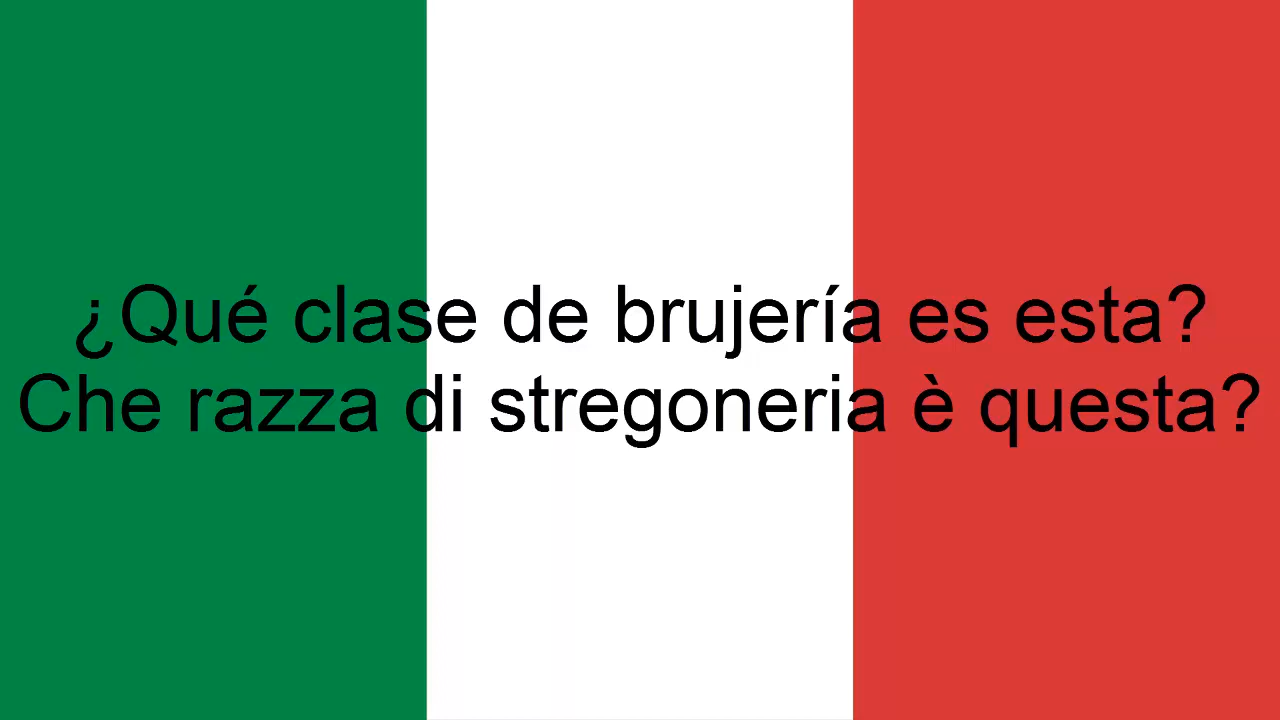 ¿Qué clase de brujería es esta?
Che razza di stregoneria è questa?